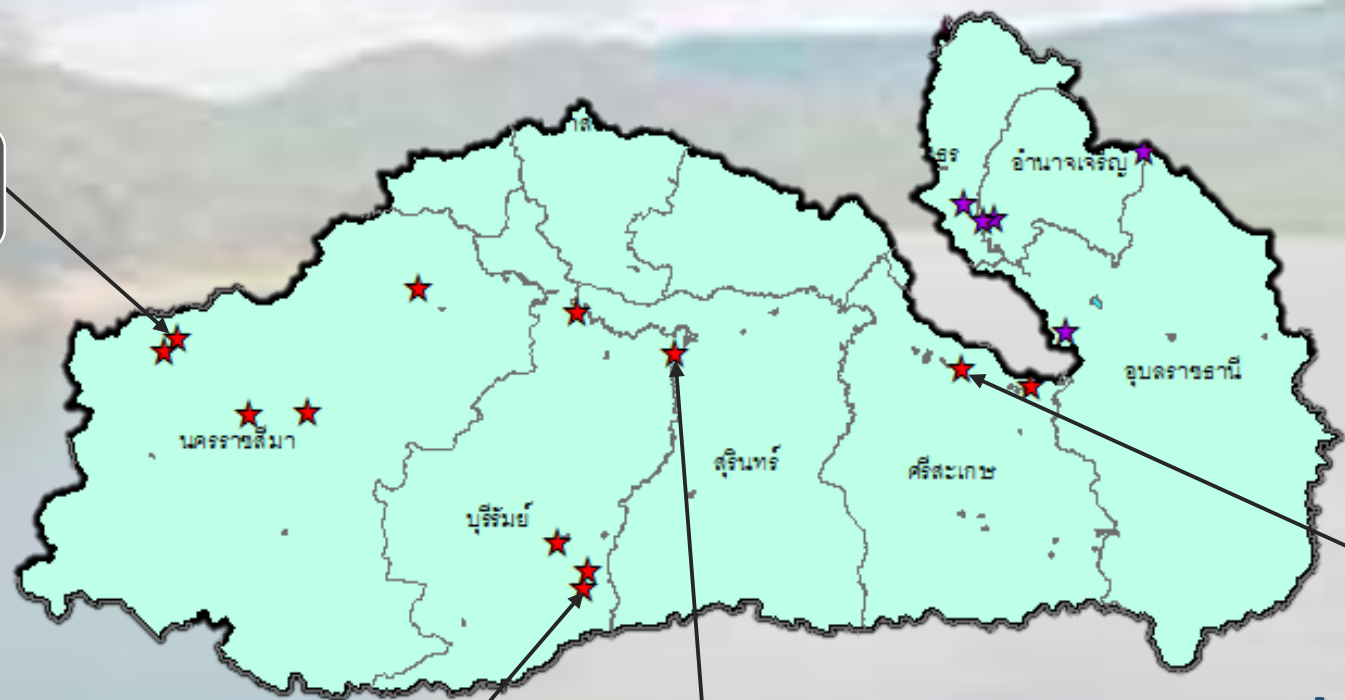 อำนาจเจริญ
อุบลราชธานี
นครราชสีมา
สุรินทร์
ศรีสะเกษ
บุรีรัมย์